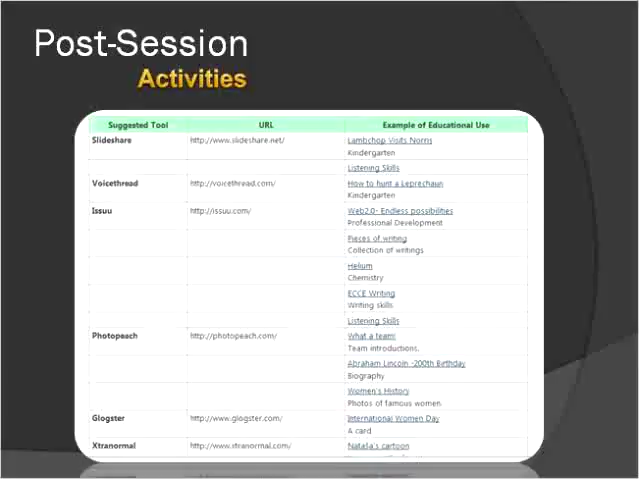 Post-Session
Activities
Suggested Tool URL Example of Educational Use
Slideshare http://www.slideshare.net/ Lambchop Visits Norris
Kindergarten
Listening Skills
Voicethread http://voicethread.com/ How to hunt a Leprechaun
Kindergarten
Issuu http://issuu.com/ Web2.0- Endless possibilities
Professional Development
Pieces of writing
Collection of writings
Helium
Chemistry
ECCE Writing
Writing skills
Listening Skills
Photopeach http://photopeach.com/ What a team!
Team introductions.
Abraham Lincoln -200th Birthday
Biography
Women's History
Photos of famous women.
Glogster http://www.glogster.com/ International Women Day
A card
Xtranormal http://www.xtranormal.com/ cartoon